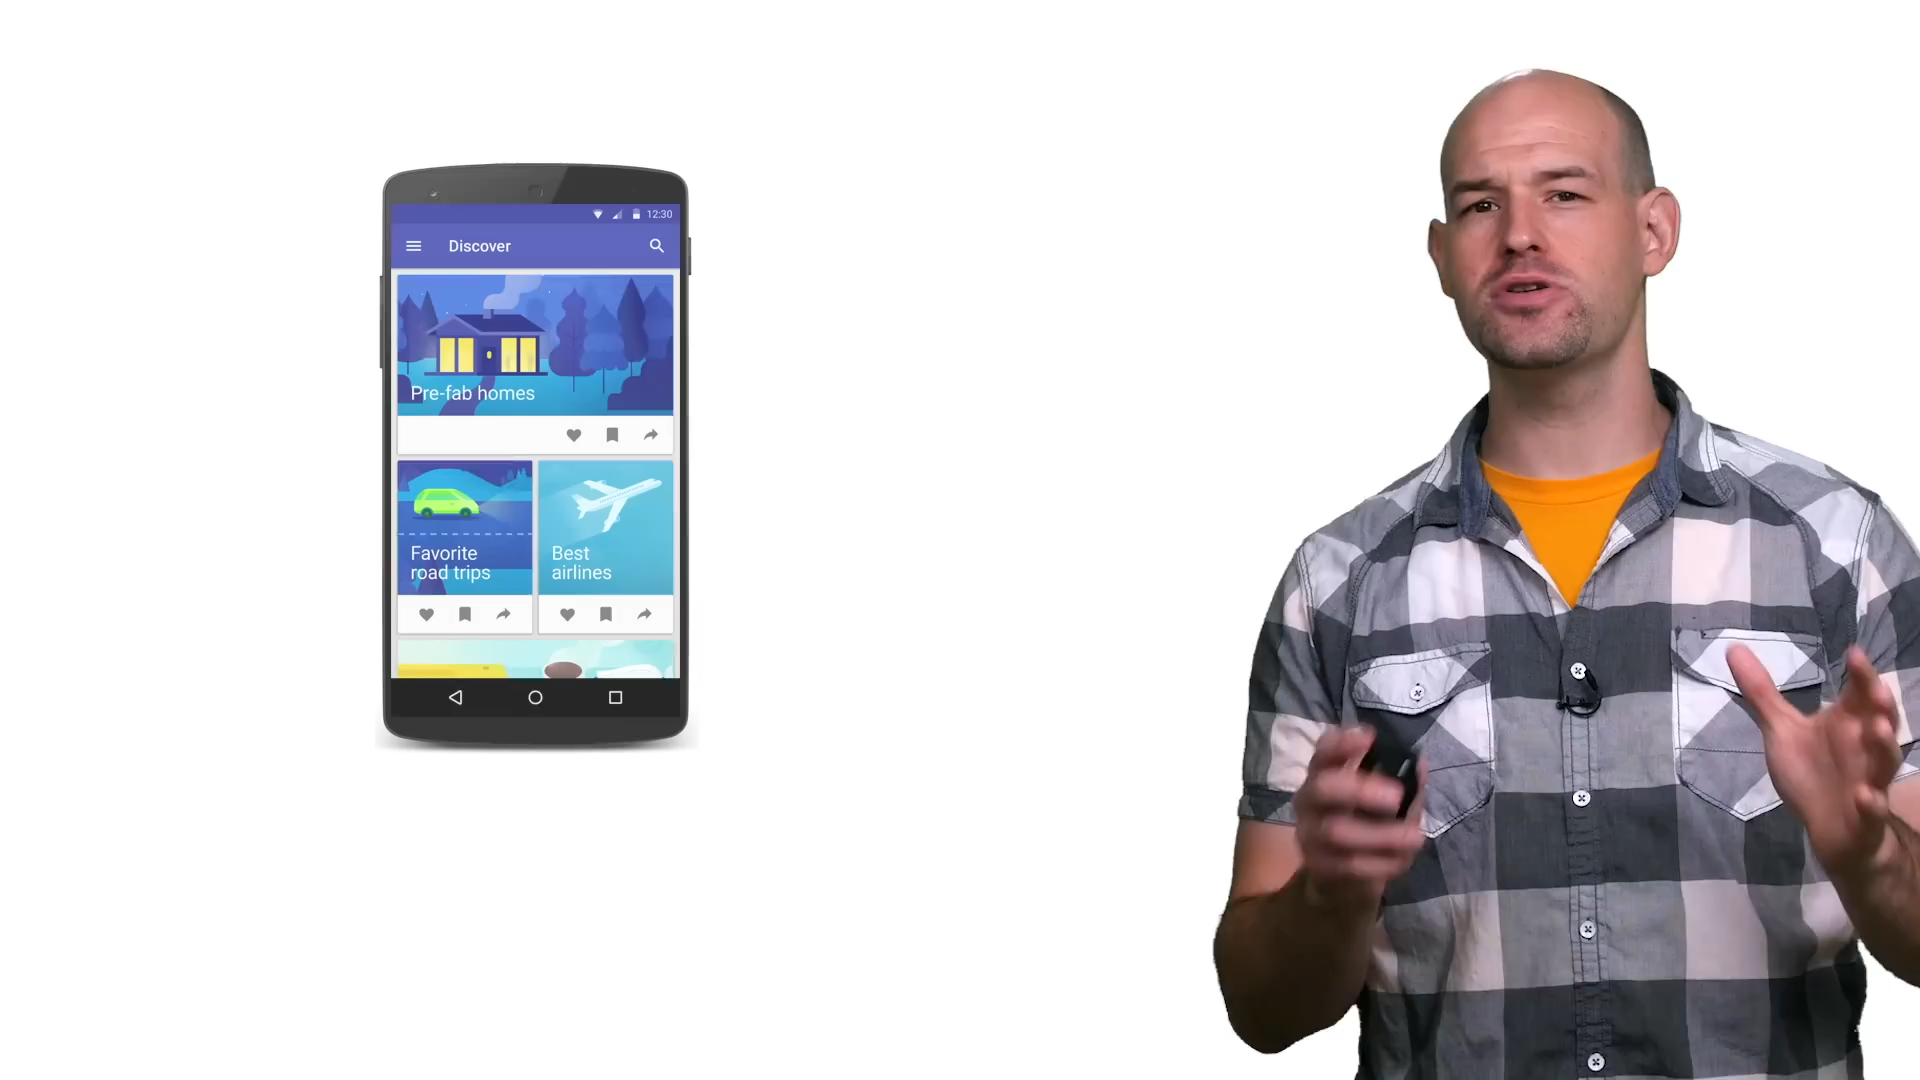 12:30
Discover
Pre-fab homes
Favorite
road trips
Best
airlines